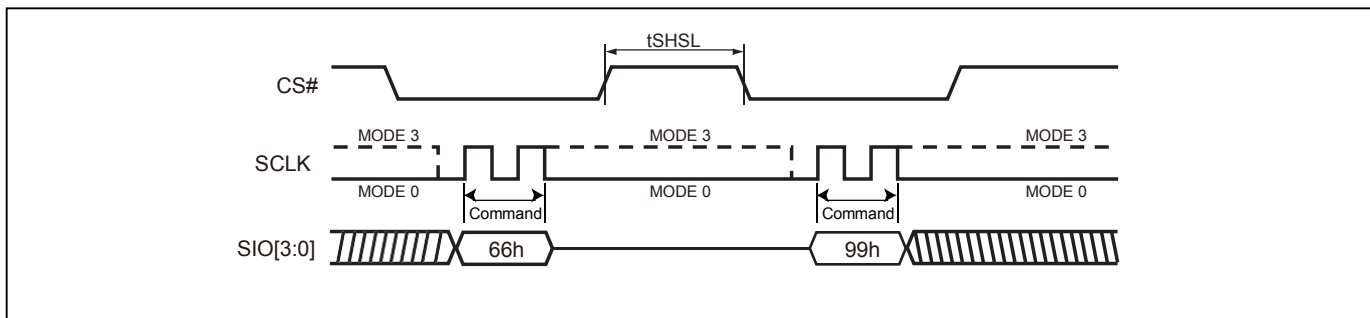 tSHSL
CS#
MODE 3 MODE 3 MODE 3
SCLK
MODE 0 MODE 0 MODE 0
Command Command
SIO[3:0] 66h 99h